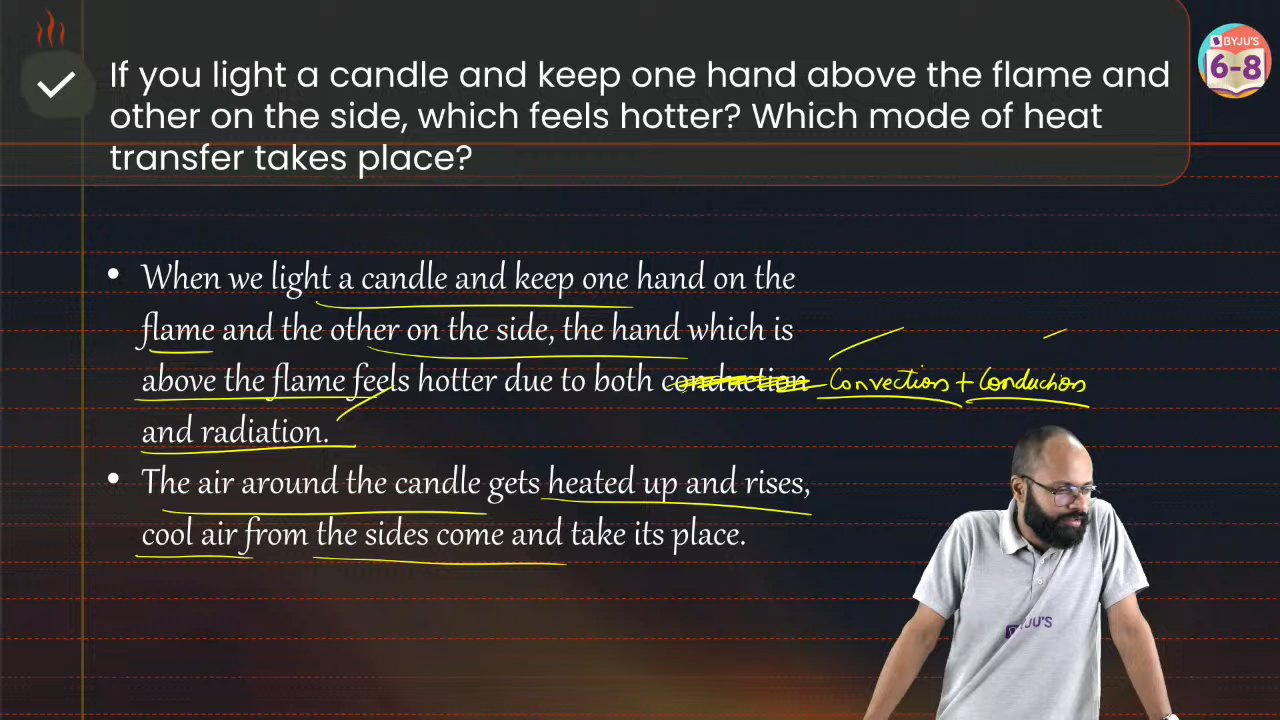 If you light a candle and keep one hand above the flame and
other on the side, which feels hotter? Which mode of heat
transfer takes place?
BYJU'S
6-8
• When we light a candle and keep one hand on the
flame and the other on the side, the hand which is
above the flame feels hotter due to both conduction Convection + Conduction
and radiation.
• The air around the candle gets heated up and rises,
cool air from the sides come and take its place.
BYJU'S